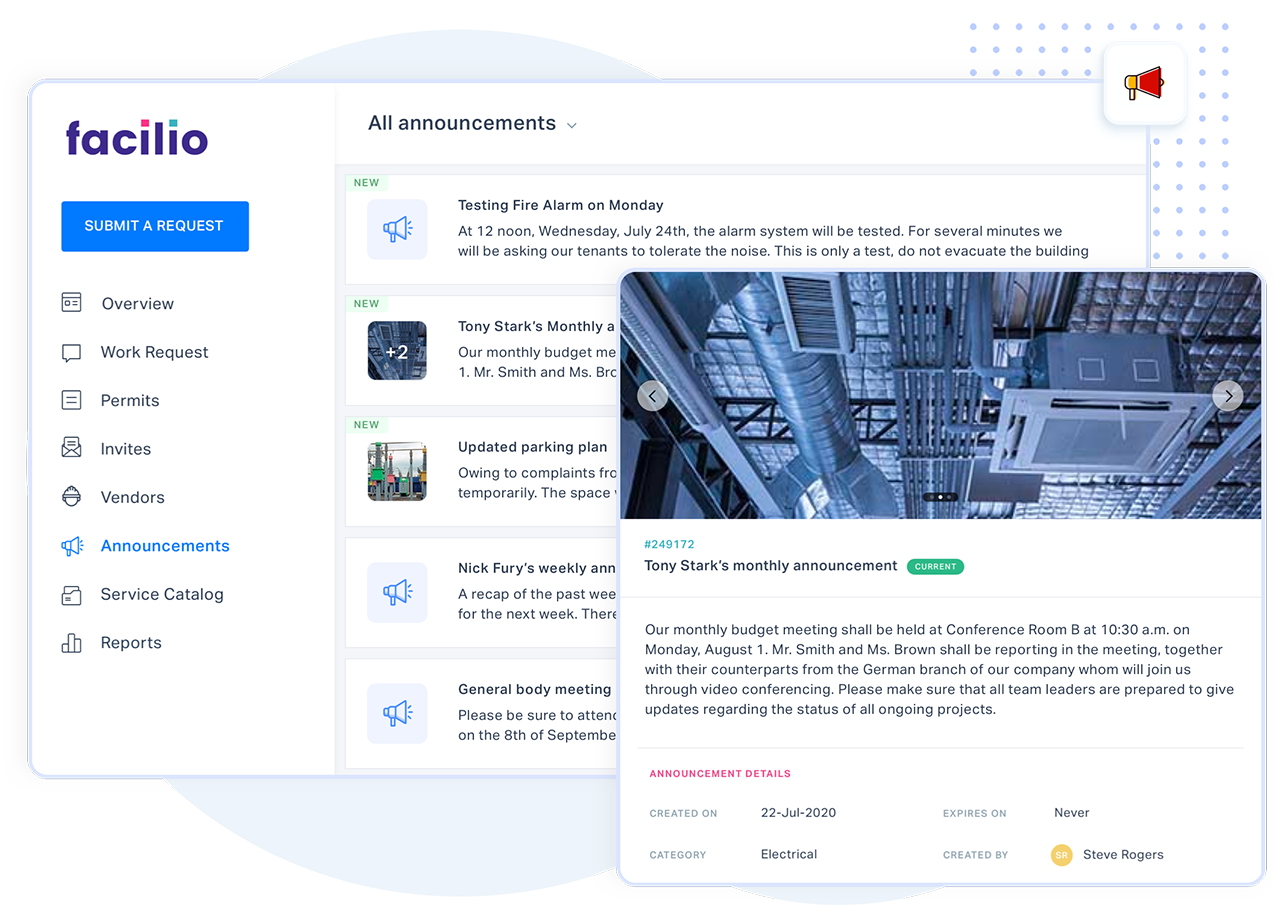 facilio
SUBMIT A REQUEST
Overview
Work Request
Permits
Invites
Vendors
Announcements
Service Catalog
Reports
All announcements
NEW
Testing Fire Alarm on Monday
At 12 noon, Wednesday, July 24th, the alarm system will be tested. For several minutes we
will be asking our tenants to tolerate the noise. This is only a test, do not evacuate the building
NEW
+2
Tony Stark's Monthly a
Our monthly budget me
1. Mr. Smith and Ms. Bro
NEW
Updated parking plan
Owing to complaints fro
temporarily. The space
Nick Fury's weekly ann
A recap of the past wee
for the next week. There
General body meeting
Please be sure to attend
on the 8th of Septembe
#249172
Tony Stark's monthly announcement CURRENT
Our monthly budget meeting shall be held at Conference Room B at 10:30 a.m. on
Monday, August 1. Mr. Smith and Ms. Brown shall be reporting in the meeting, together
with their counterparts from the German branch of our company whom will join us
through video conferencing. Please make sure that all team leaders are prepared to give
updates regarding the status of all ongoing projects.
ANNOUNCEMENT DETAILS
CREATED ON 22-Jul-2020 EXPIRES ON Never
CATEGORY Electrical CREATED BY SR Steve Rogers